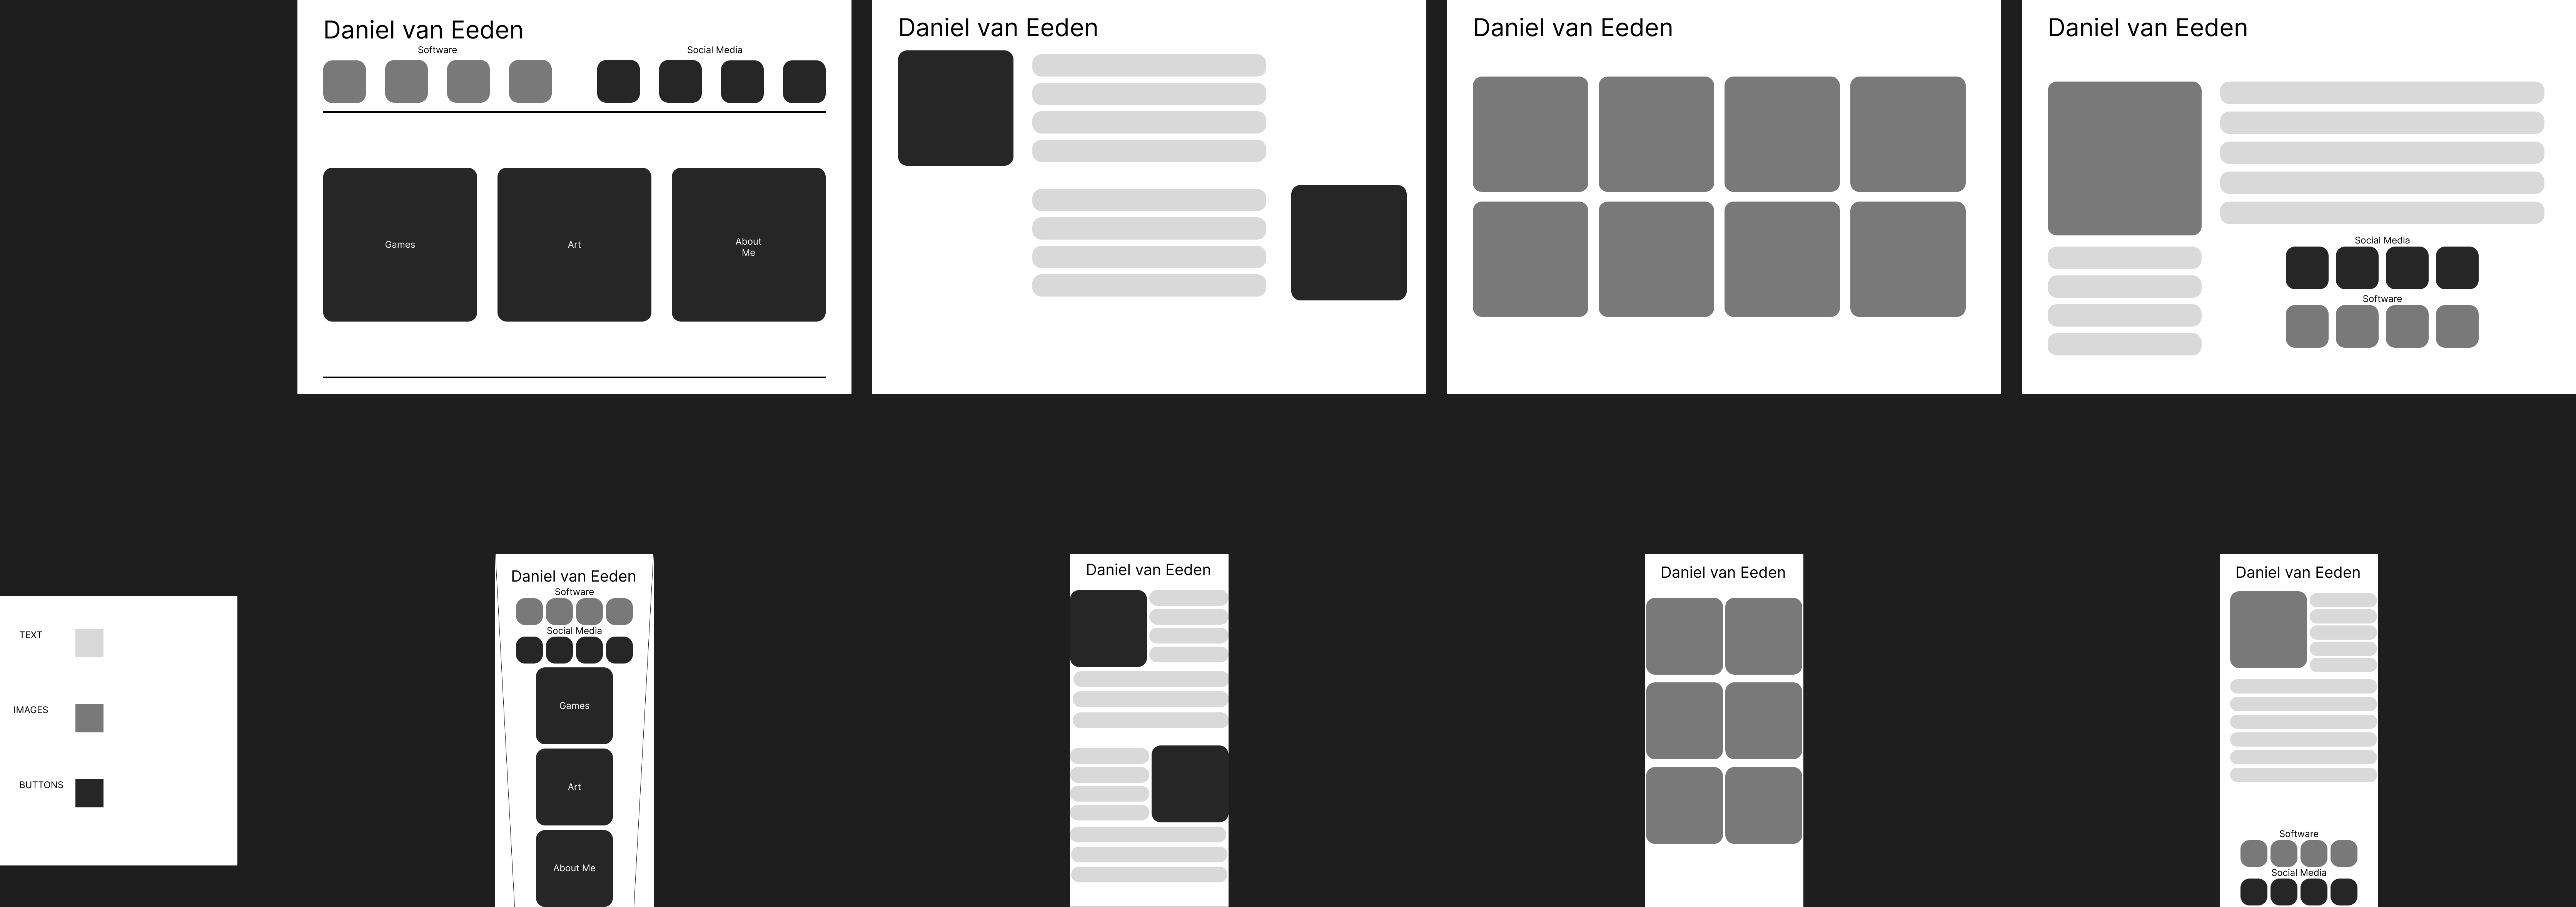 Daniel van Eeden
Software
Social Media
Games
Art
About
Me
Daniel van Eeden
Daniel van Eeden
Daniel van Eeden
Social Media
Software
TEXT
IMAGES
BUTTONS
Daniel van Eeden
Software
Social Media
Games
Art
About Me
Daniel van Eeden
Daniel van Eeden
Daniel van Eeden
Software
Social Media